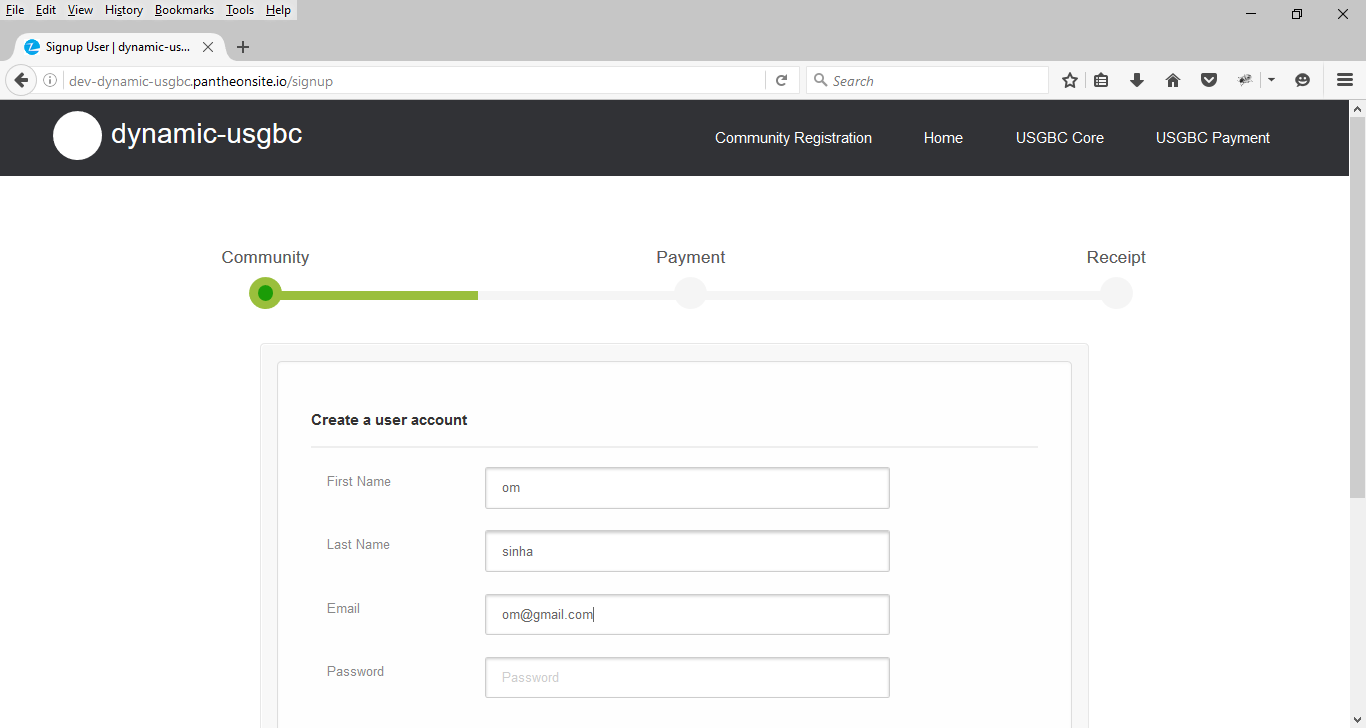 File Edit View History Bookmarks Tools Help
Signup User | dynamic-us...
dev-dynamic-usgbc.pantheonsite.io/signup
Search
dynamic-usgbc
Community Registration Home USGBC Core USGBC Payment
Community Payment Receipt
Create a user account
First Name om
Last Name sinha
Email om@gmail.com
Password Password